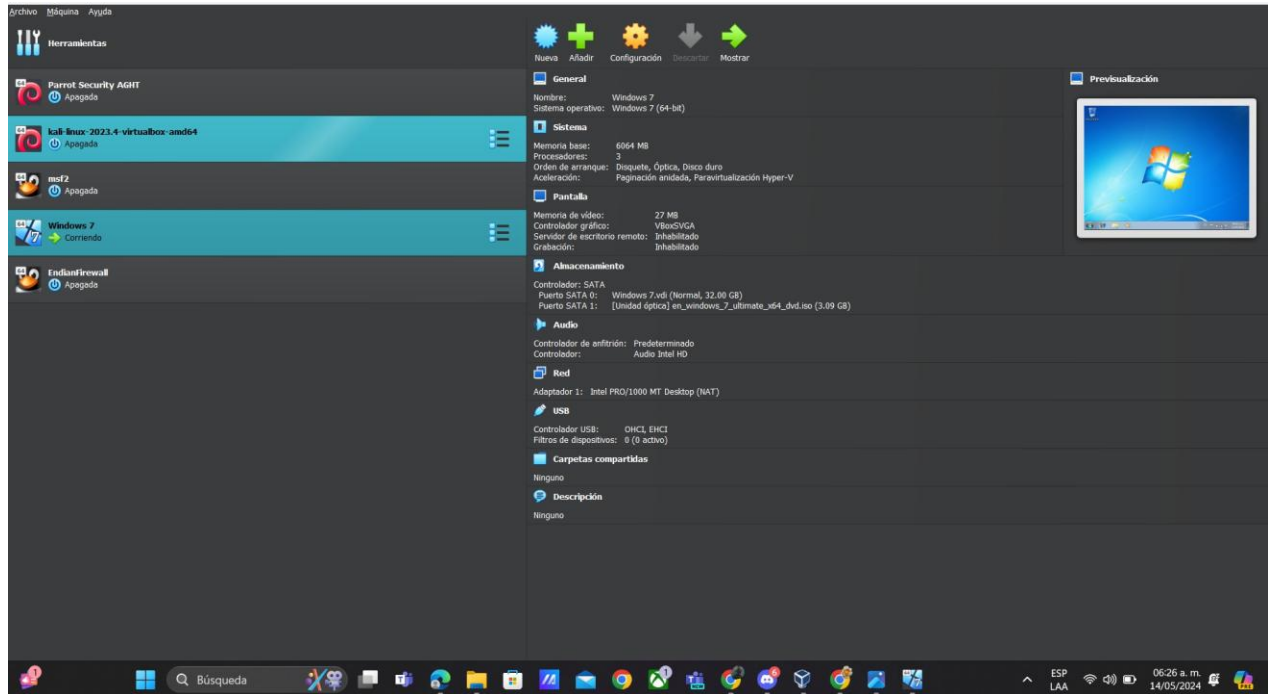 Archivo Máquina Ayuda
Herramientas
Nueva Añadir Configuración Descartar Mostrar
Parrot Security AGHT
Apagada
kali-linux-2023.4-virtualbox-amd64
Apagada
msf2
Apagada
Windows 7
Corriendo
EndianFirewall
Apagada
General
Nombre: Windows 7
Sistema operativo: Windows 7 (64-bit)
Sistema
Memoria base: 6064 MB
Procesadores: 3
Orden de arranque: Disquete, Óptica, Disco duro
Aceleración: Paginación anidada, Paravirtualización Hyper-V
Pantalla
Memoria de vídeo: 27 MB
Controlador gráfico: VBoxSVGA
Servidor de escritorio remoto: Inhabilitado
Grabación: Inhabilitado
Almacenamiento
Controlador: SATA
Puerto SATA 0: Windows 7.vdi (Normal, 32.00 GB)
Puerto SATA 1: [Unidad óptica] en_windows_7_ultimate_x64_dvd.iso (3.09 GB)
Audio
Controlador de anfitrión: Predeterminado
Controlador: Audio Intel HD
Red
Adaptador 1: Intel PRO/1000 MT Desktop (NAT)
USB
Controlador USB: OHCI, EHCI
Filtros de dispositivos: 0 (0 activo)
Carpetas compartidas
Ninguno
Descripción
Ninguno
Previsualización
Búsqueda
ESP
LAA
06:26 a. m.
14/05/2024